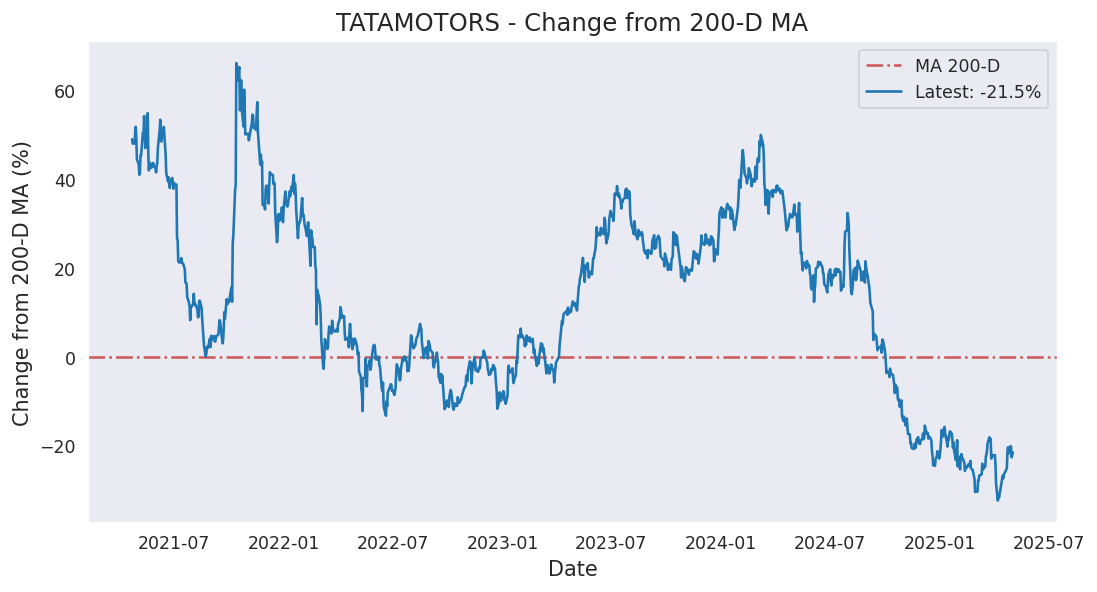 TATAMOTORS - Change from 200-D MA
MA 200-D
Latest: -21.5%
Change from 200-D MA (%)
60
40
20
0
−20
2021-07 2022-01 2022-07 2023-01 2023-07 2024-01 2024-07 2025-01 2025-07
Date